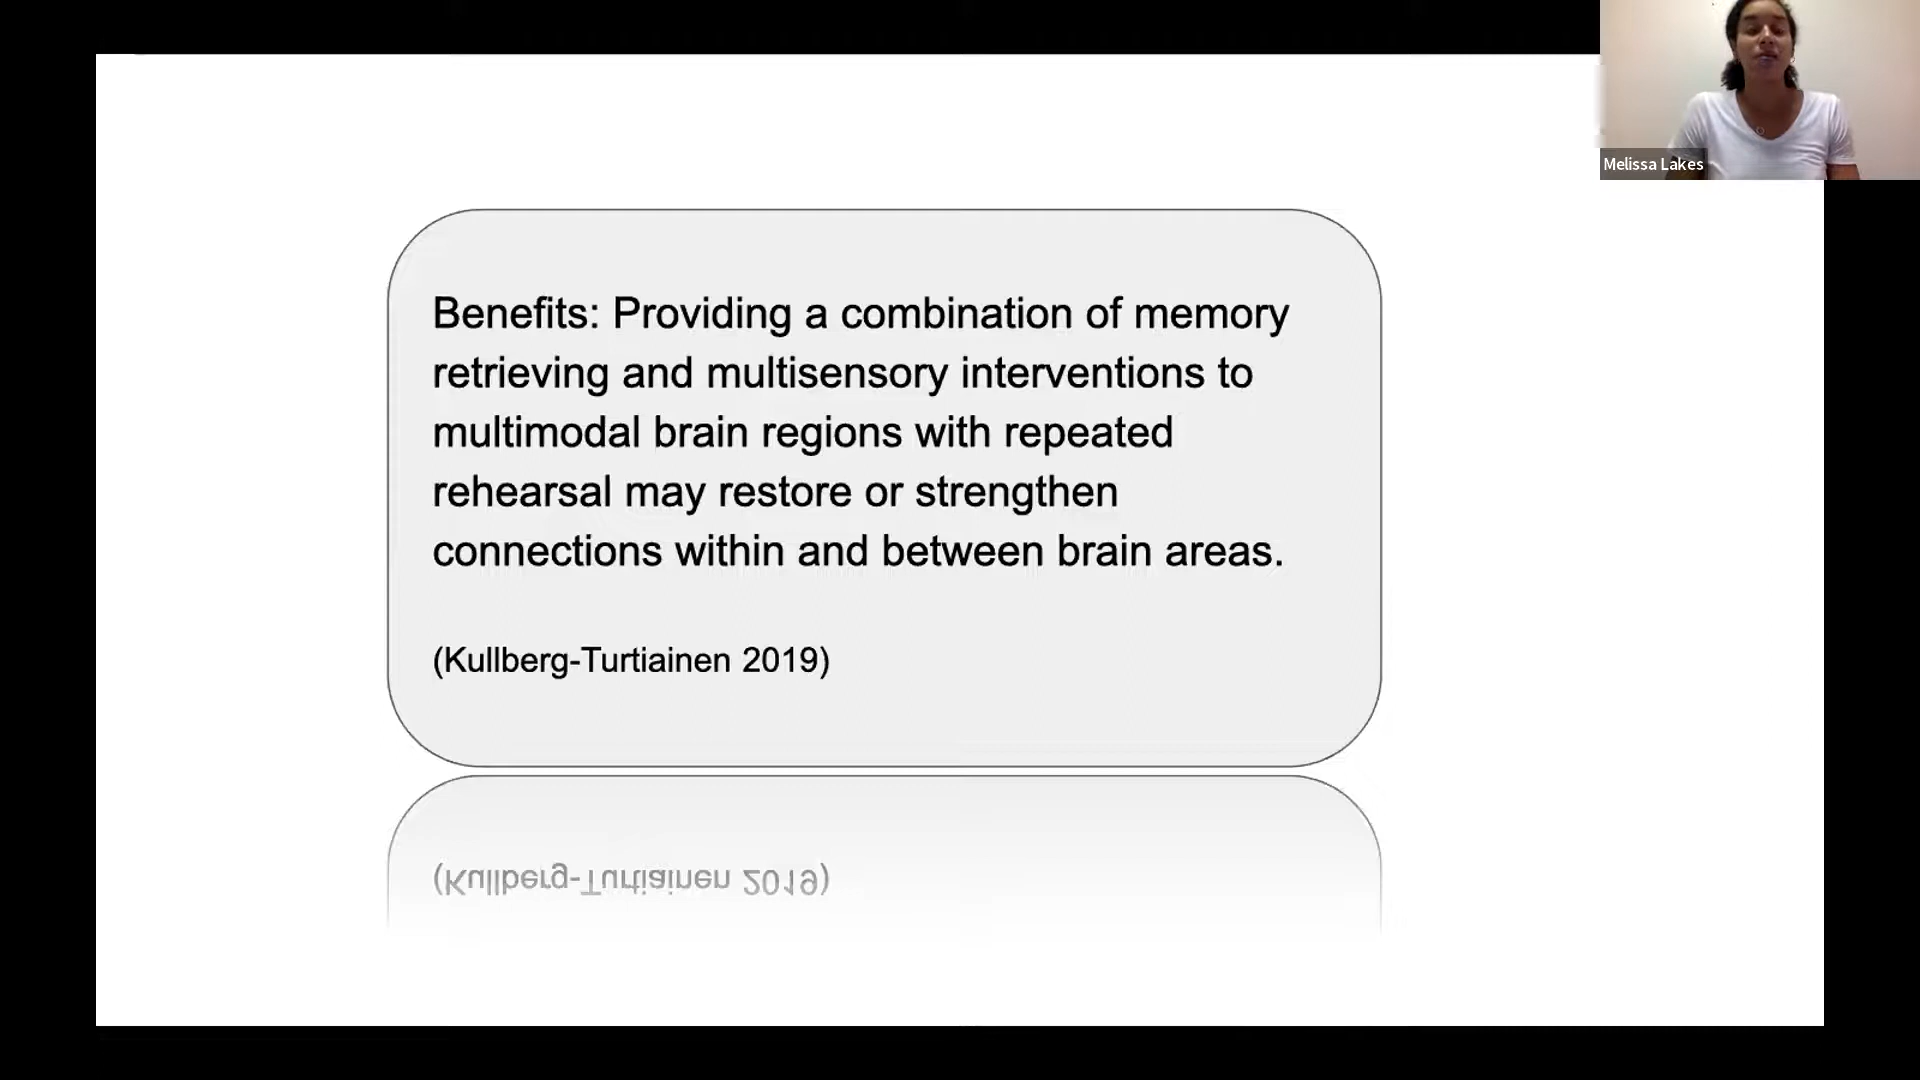 Melissa Lakes
Benefits: Providing a combination of memory
retrieving and multisensory interventions to
multimodal brain regions with repeated
rehearsal may restore or strengthen
connections within and between brain areas.
(Kullberg-Turtiainen 2019)
(Kullberg-Turtiainen 2019)